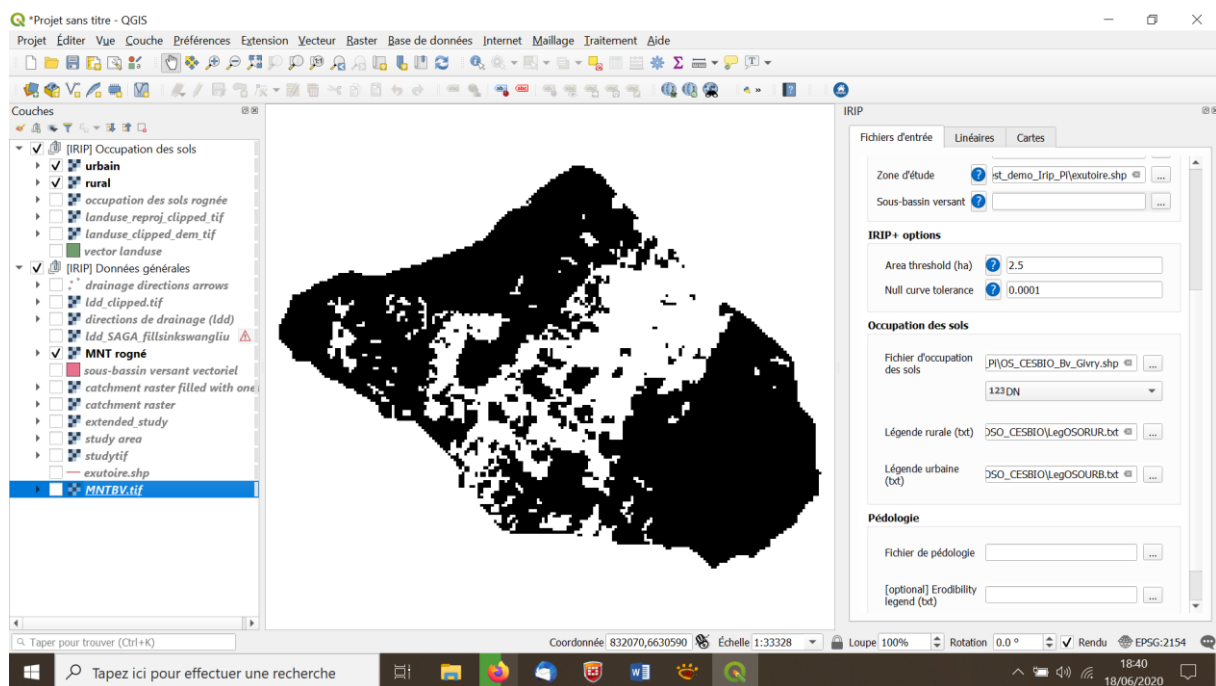 *Projet sans titre - QGIS
Projet Éditer Vue Couche Préférences Extension Vecteur Raster Base de données Internet Maillage Traitement Aide
Couches
[IRIP] Occupation des sols
urbain
rural
occupation des sols rognée
landuse_reproj_clipped_tif
landuse_clipped_dem_tif
vector landuse
[IRIP] Données générales
drainage directions arrows
ldd_clipped.tif
directions de drainage (ldd)
ldd_SAGA_fillsinkswangliu
MNT rogné
sous-bassin versant vectoriel
catchment raster filled with one
catchment raster
extended_study
study area
studytif
exutoire.shp
MNTBV.tif
IRIP
Fichiers d'entrée Linéaires Cartes
Zone d'étude ? st_demo_Irip_PI\exutoire.shp ...
Sous-bassin versant ? ...
IRIP+ options
Area threshold (ha) ? 2.5
Null curve tolerance ? 0.0001
Occupation des sols
Fichier d'occupation des sols PI\OS_CESBIO_Bv_Givry.shp ...
123 DN
Légende rurale (txt) OSO_CESBIO\LegOSORUR.txt ...
Légende urbaine (txt) OSO_CESBIO\LegOSOURB.txt ...
Pédologie
Fichier de pédologie ...
[optional] Erodibility legend (txt) ...
Taper pour trouver (Ctrl+K) Coordonnée 832070,6630590 Échelle 1:33328 Loupe 100% Rotation 0.0 ° Rendu EPSG:2154
Tapez ici pour effectuer une recherche
18:40
18/06/2020